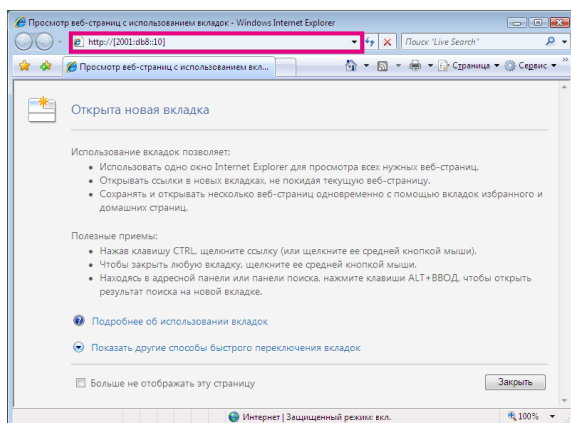 Просмотр веб-страниц с использованием вкладок - Windows Internet Explorer
http://[2001:db8::10]
Поиск "Live Search"
Просмотр веб-страниц с использованием вкл...
Страница
Сервис
Открыта новая вкладка
Использование вкладок позволяет:
• Использовать одно окно Internet Explorer для просмотра всех нужных веб-страниц.
• Открывать ссылки в новых вкладках, не покидая текущую веб-страницу.
• Сохранять и открывать несколько веб-страниц одновременно с помощью вкладок избранного и
домашних страниц.
Полезные приемы:
• Нажав клавишу CTRL, щелкните ссылку (или щелкните ее средней кнопкой мыши).
• Чтобы закрыть любую вкладку, щелкните ее средней кнопкой мыши.
• Находясь в адресной панели или панели поиска, нажмите клавиши ALT+ВВОД, чтобы открыть
результат поиска на новой вкладке.
Подробнее об использовании вкладок
Показать другие способы быстрого переключения вкладок
Больше не отображать эту страницу
Закрыть
Интернет | Защищенный режим: вкл.
100%